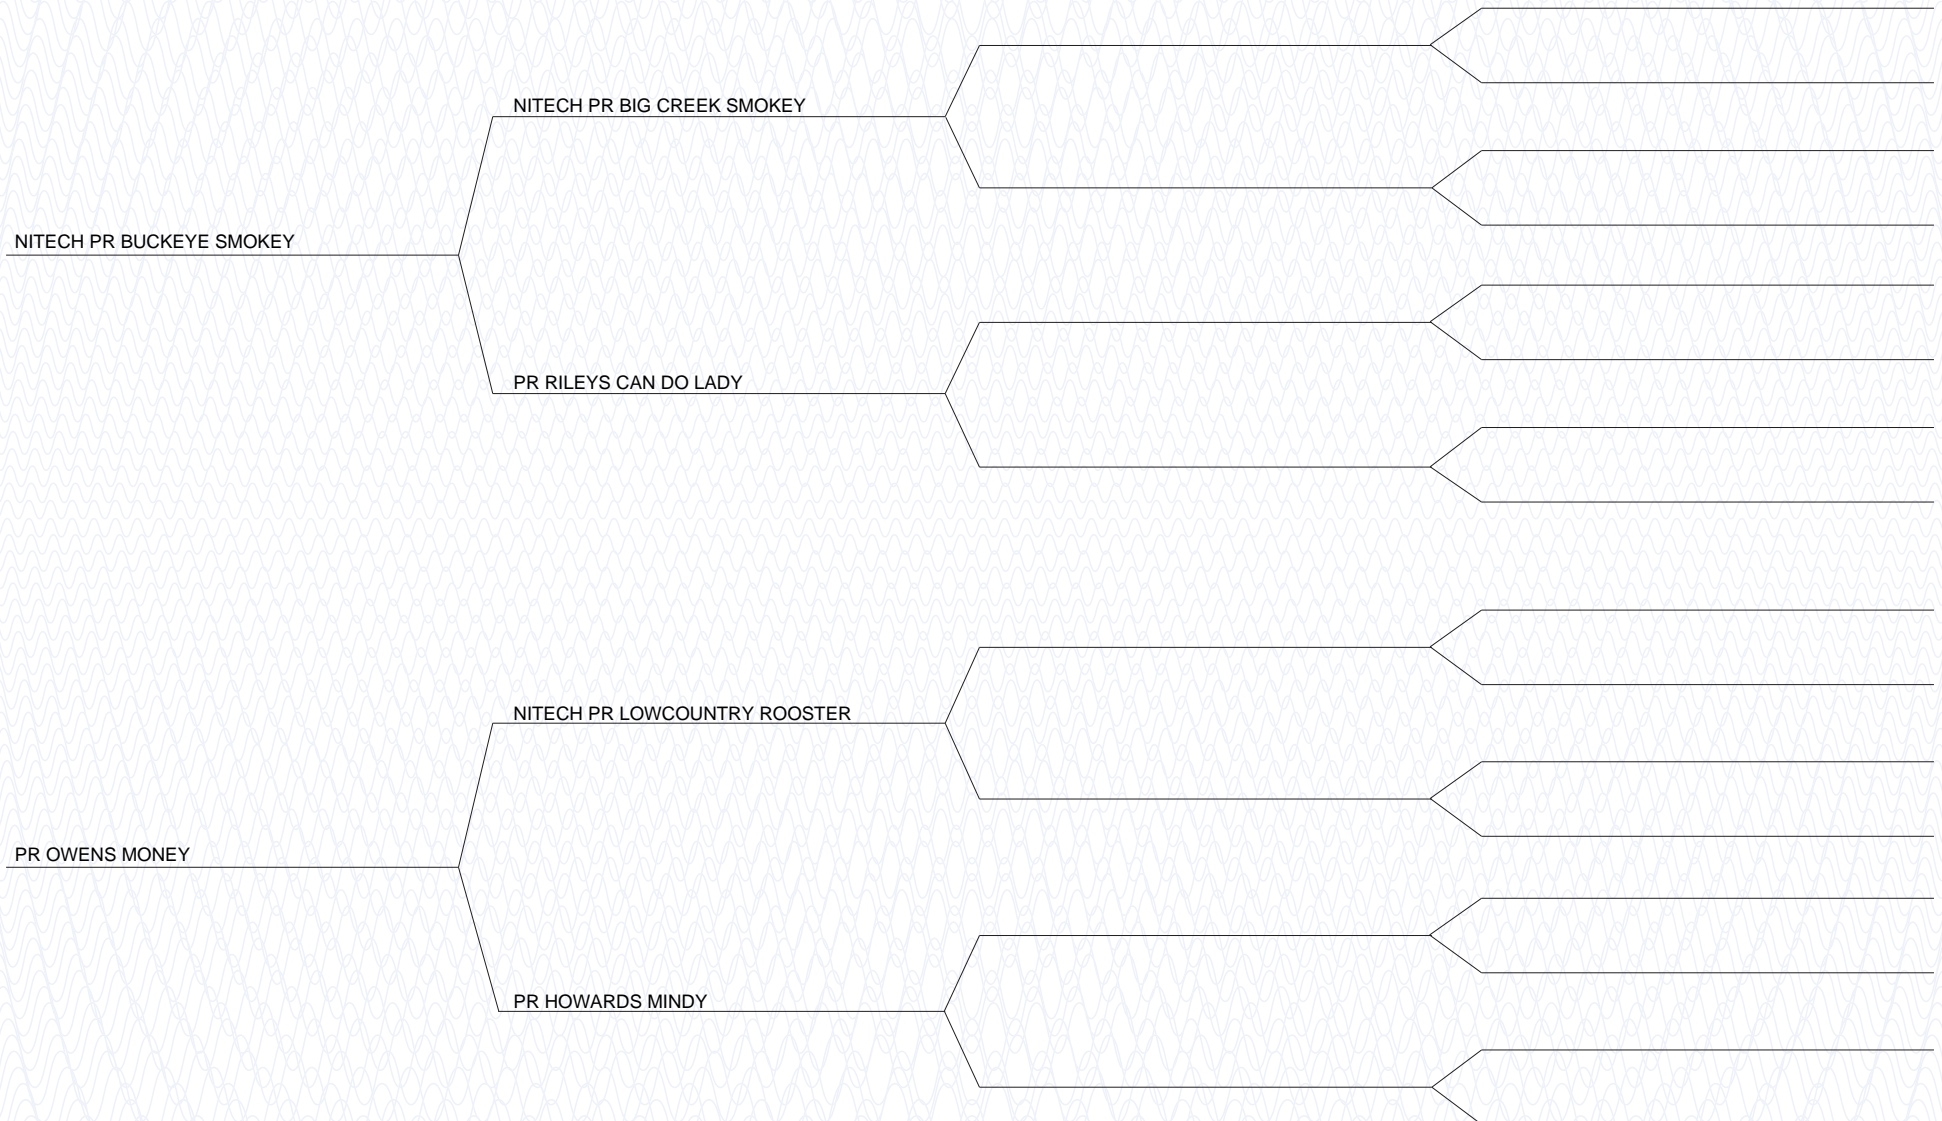 NITECH PR BIG CREEK SMOKEY
NITECH PR BUCKEYE SMOKEY
PR RILEYS CAN DO LADY
NITECH PR LOWCOUNTRY ROOSTER
PR OWENS MONEY
PR HOWARDS MINDY